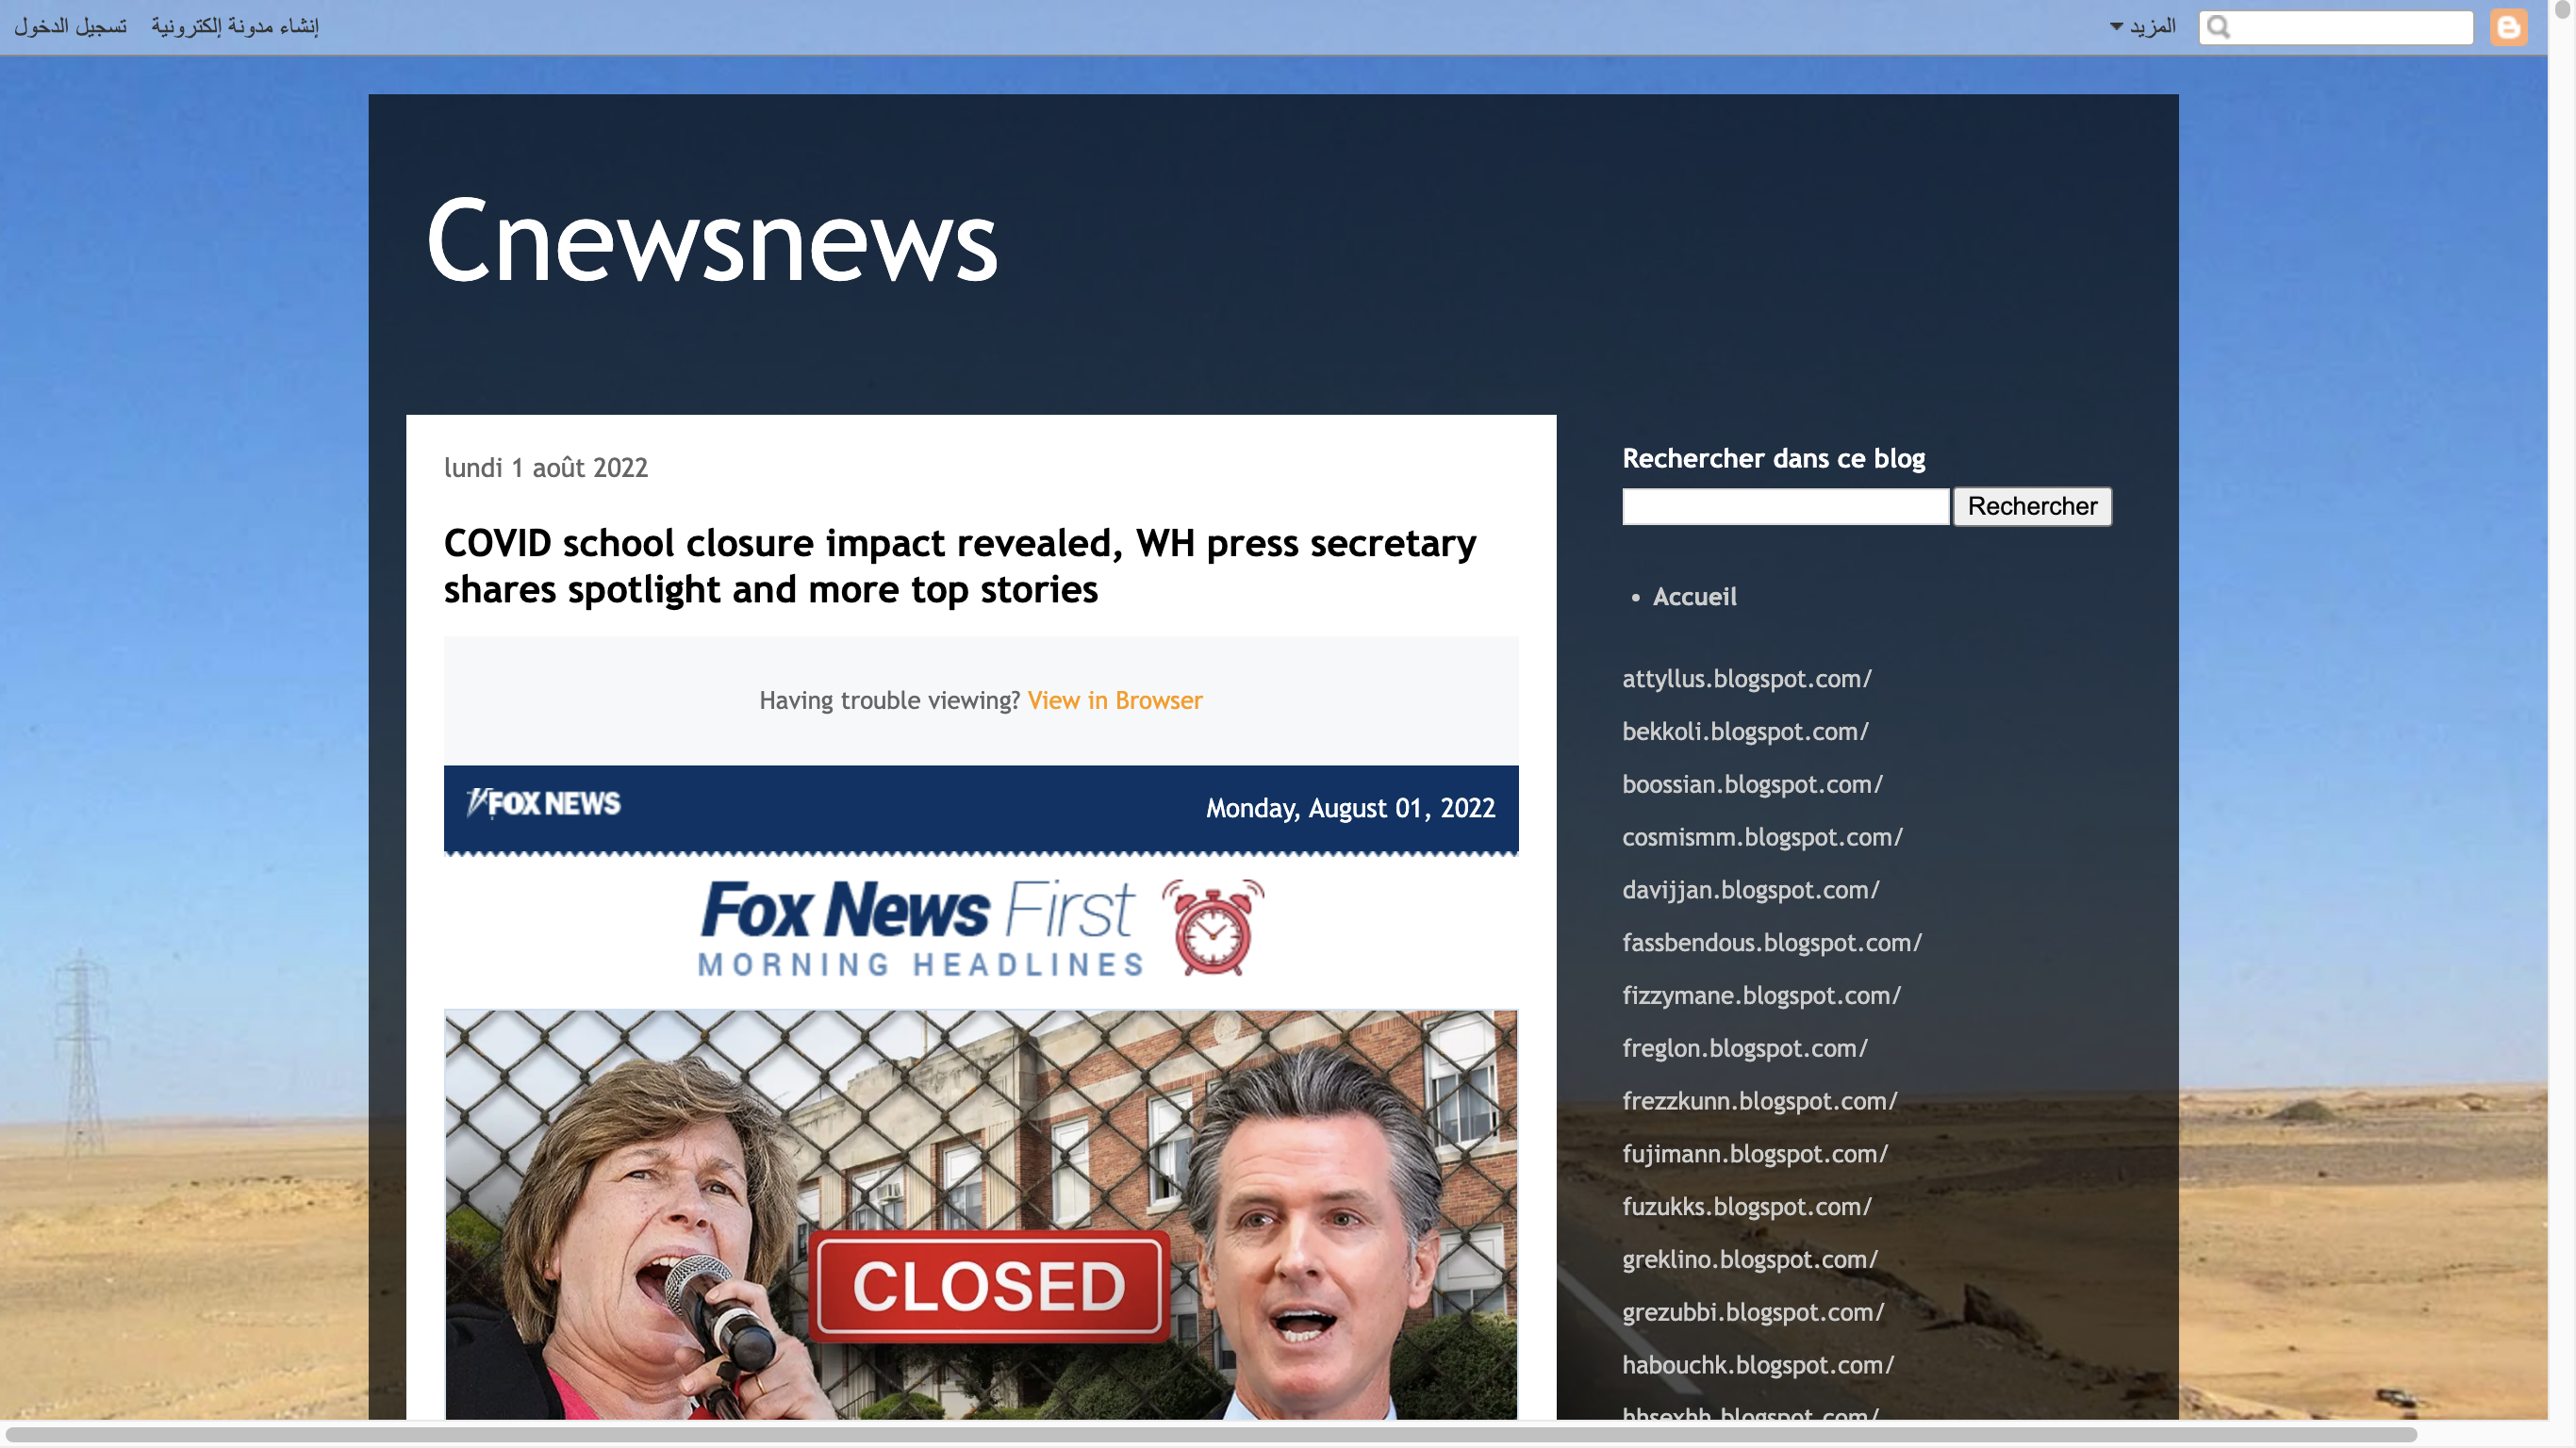 تسجيل الدخول
إنشاء مدونة إلكترونية
المزيد
Cnewsnews
lundi 1 août 2022
COVID school closure impact revealed, WH press secretary
shares spotlight and more top stories
Having trouble viewing? View in Browser
FOX NEWS
Monday, August 01, 2022
Fox News First
MORNING HEADLINES
CLOSED
Rechercher dans ce blog
Rechercher
• Accueil
attyllus.blogspot.com/
bekkoli.blogspot.com/
boossian.blogspot.com/
cosmismm.blogspot.com/
davijjan.blogspot.com/
fassbendous.blogspot.com/
fizzymane.blogspot.com/
freglon.blogspot.com/
frezzkunn.blogspot.com/
fujimann.blogspot.com/
fuzukks.blogspot.com/
greklino.blogspot.com/
grezubbi.blogspot.com/
habouchk.blogspot.com/